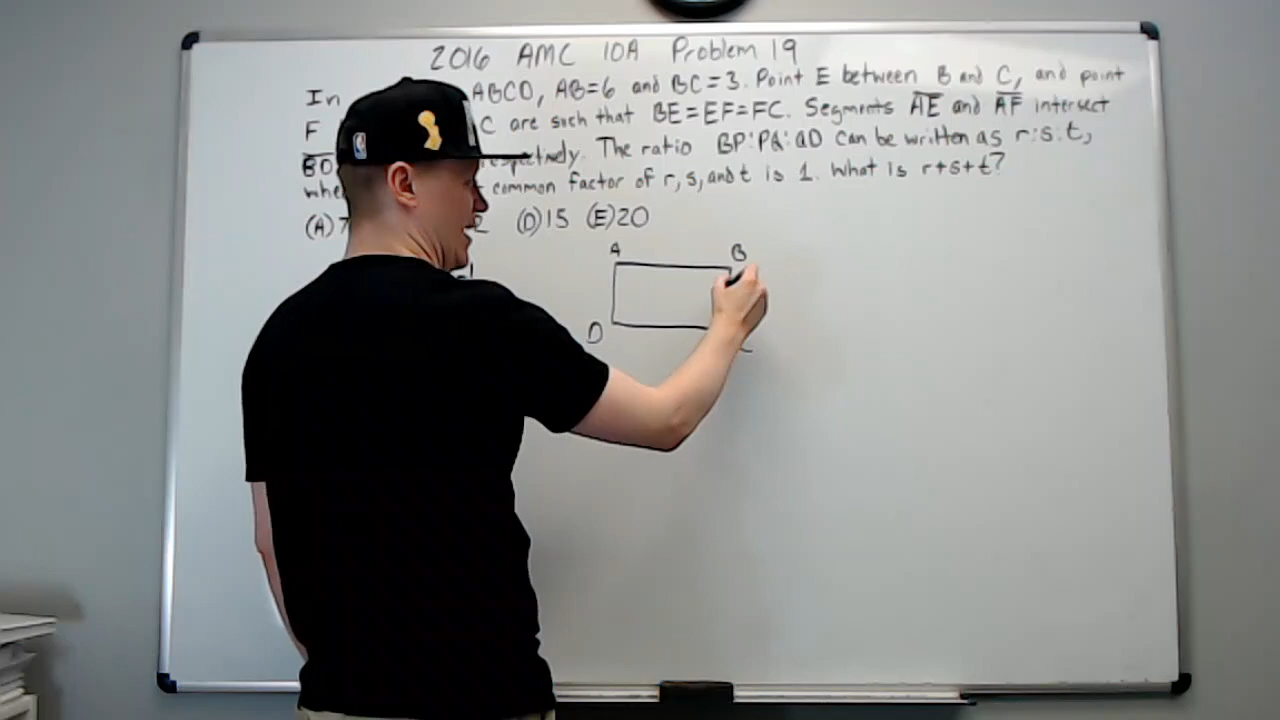 2016 AMC 10A Problem 19
In ABCD, AB=6 and BC=3. Point E between B and C, and point
F C are such that BE=EF=FC. Segments AE and AF intersect
BD The ratio BP:PQ:QD can be written as r:s:t,
common factor of r, s, and t is 1. What is r+s+t?
(A)7 (D)15 (E)20
A B
D